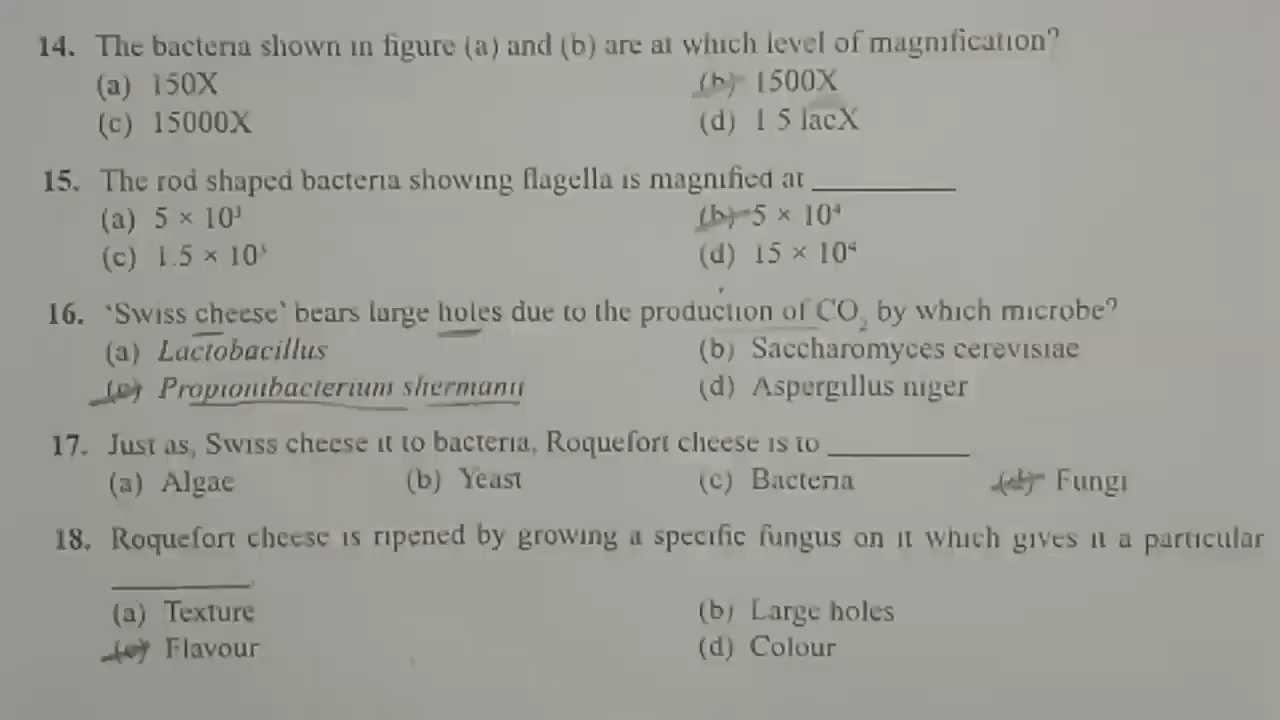 14. The bacteria shown in figure (a) and (b) are at which level of magnification?
(a) 150X (b) 1500X
(c) 15000X (d) 1 5 lacX
15. The rod shaped bacteria showing flagella is magnified at ________
(a) 5 × 10³ (b) 5 × 10⁴
(c) 1.5 × 10³ (d) 15 × 10⁴
16. 'Swiss cheese' bears large holes due to the production of CO₂ by which microbe?
(a) Lactobacillus (b) Saccharomyces cerevisiae
(c) Propionibacterium shermanii (d) Aspergillus niger
17. Just as, Swiss cheese it to bacteria, Roquefort cheese is to ________
(a) Algae (b) Yeast (c) Bacteria (d) Fungi
18. Roquefort cheese is ripened by growing a specific fungus on it which gives it a particular
________.
(a) Texture (b) Large holes
(c) Flavour (d) Colour